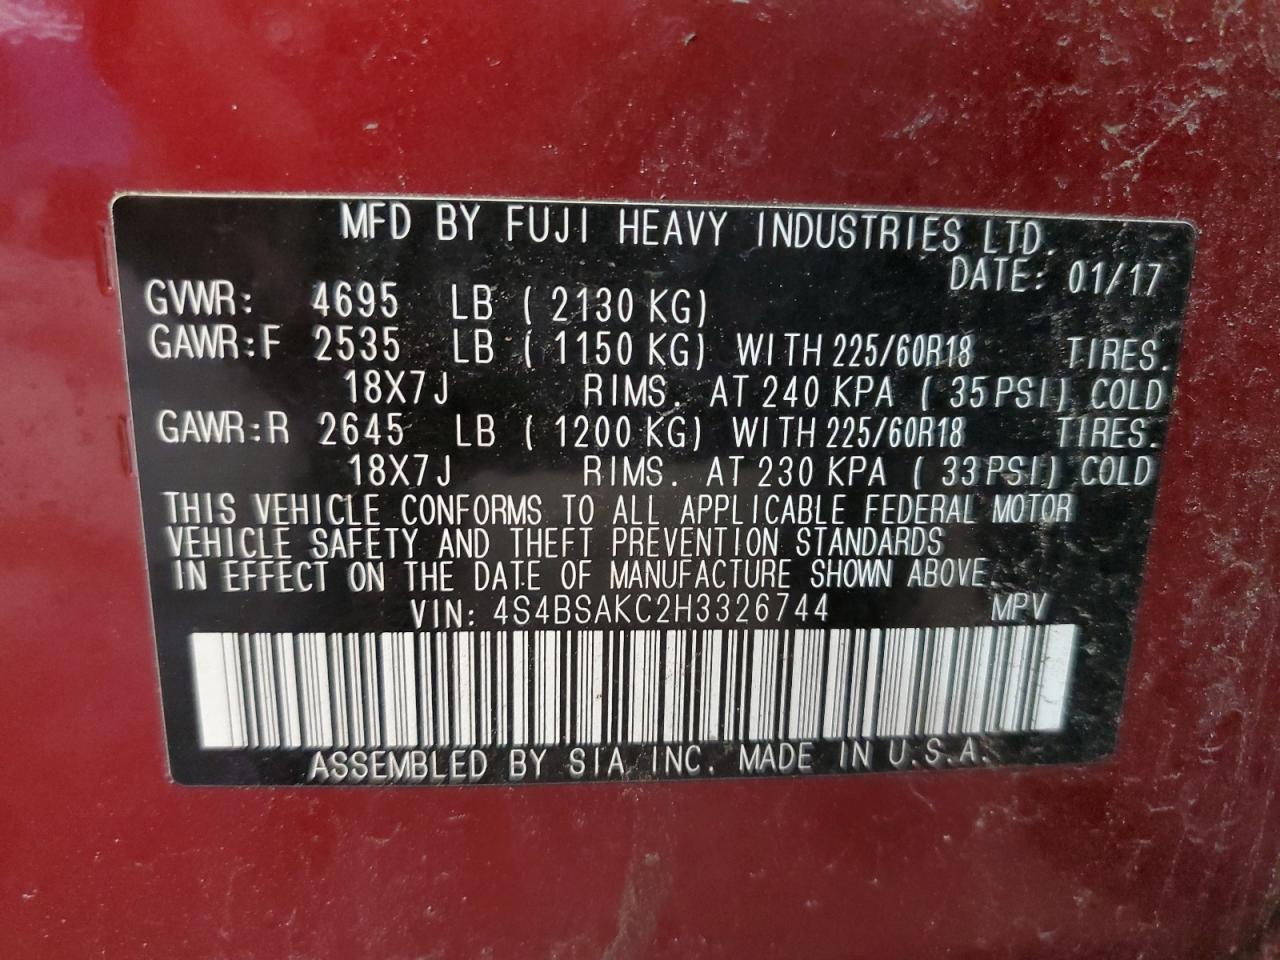 MFD BY FUJI HEAVY INDUSTRIES LTD.
DATE: 01/17
GVWR: 4695 LB ( 2130 KG)
GAWR:F 2535 LB ( 1150 KG) WITH 225/60R18 TIRES.
18X7J RIMS. AT 240 KPA ( 35 PSI) COLD
GAWR:R 2645 LB ( 1200 KG) WITH 225/60R18 TIRES.
18X7J RIMS. AT 230 KPA ( 33 PSI) COLD
THIS VEHICLE CONFORMS TO ALL APPLICABLE FEDERAL MOTOR
VEHICLE SAFETY AND THEFT PREVENTION STANDARDS
IN EFFECT ON THE DATE OF MANUFACTURE SHOWN ABOVE.
VIN: 4S4BSAKC2H3326744 MPV
ASSEMBLED BY SIA INC. MADE IN U.S.A.